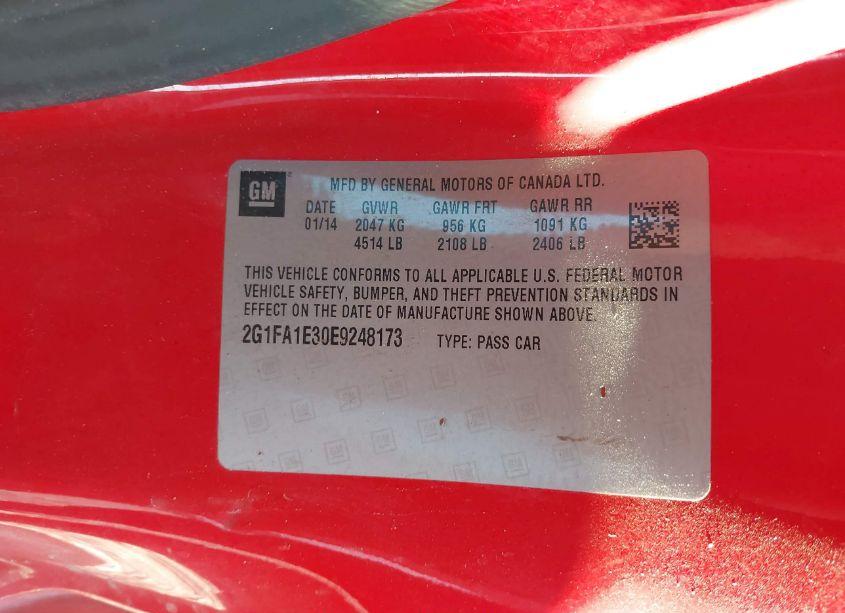 GM
MFD BY GENERAL MOTORS OF CANADA LTD.
DATE GVWR GAWR FRT GAWR RR
01/14 2047 KG 956 KG 1091 KG
4514 LB 2108 LB 2406 LB
THIS VEHICLE CONFORMS TO ALL APPLICABLE U.S. FEDERAL MOTOR
VEHICLE SAFETY, BUMPER, AND THEFT PREVENTION STANDARDS IN
EFFECT ON THE DATE OF MANUFACTURE SHOWN ABOVE.
2G1FA1E30E9248173 TYPE: PASS CAR